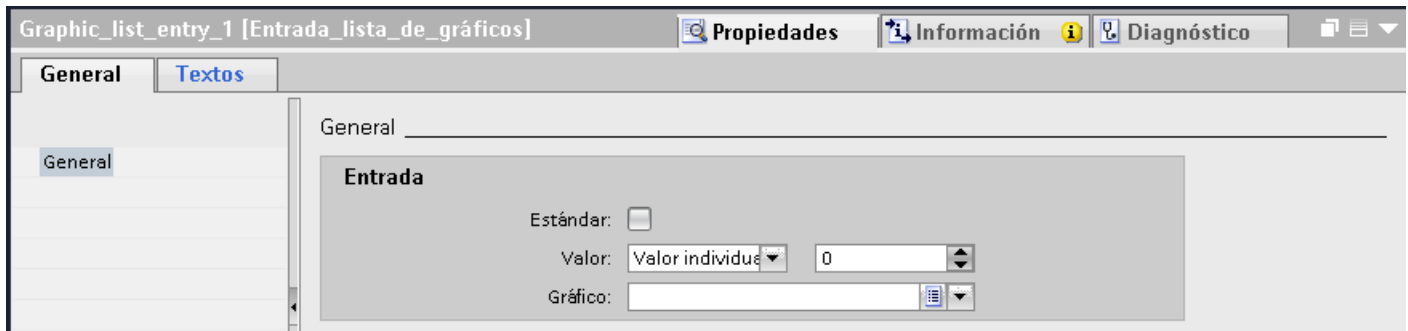 Graphic_list_entry_1 [Entrada_lista_de_gráficos] Propiedades Información Diagnóstico
General Textos
General
General
Entrada
Estándar:
Valor: Valor individua 0
Gráfico: